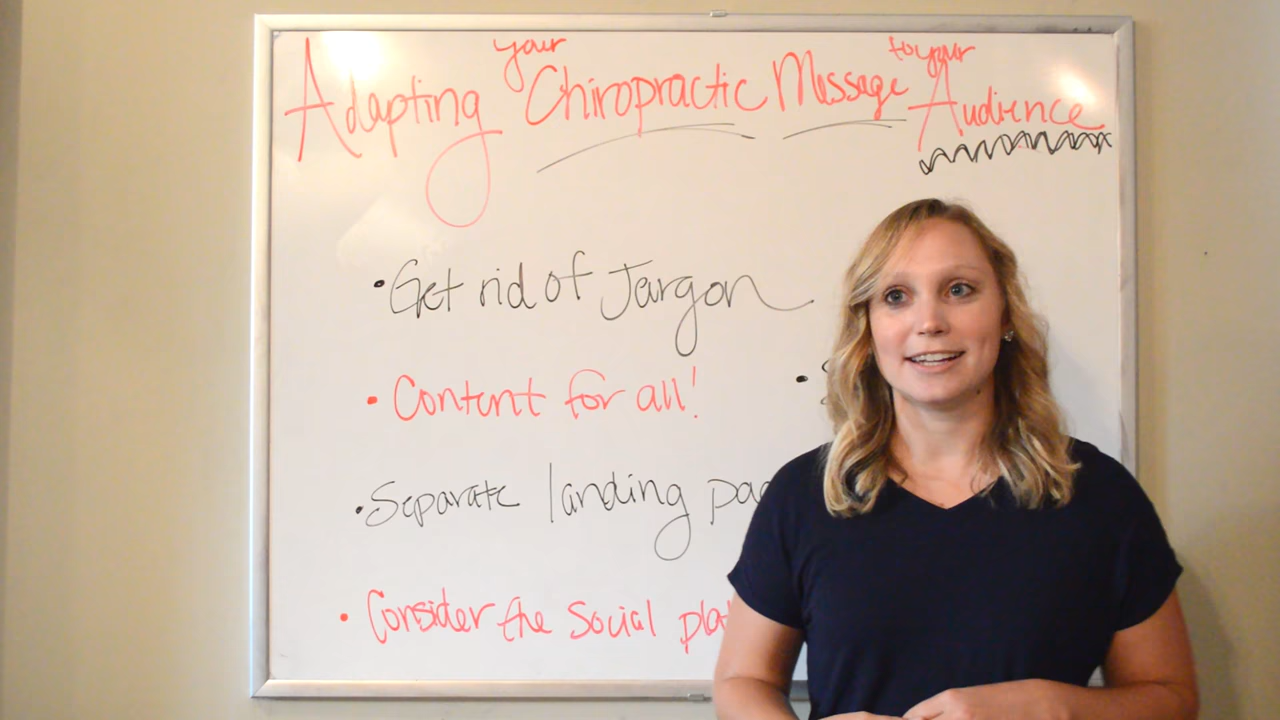 Adapting your Chiropractic Message to your Audience
• Get rid of Jargon
• Content for all!
• Separate landing
• Consider the Social